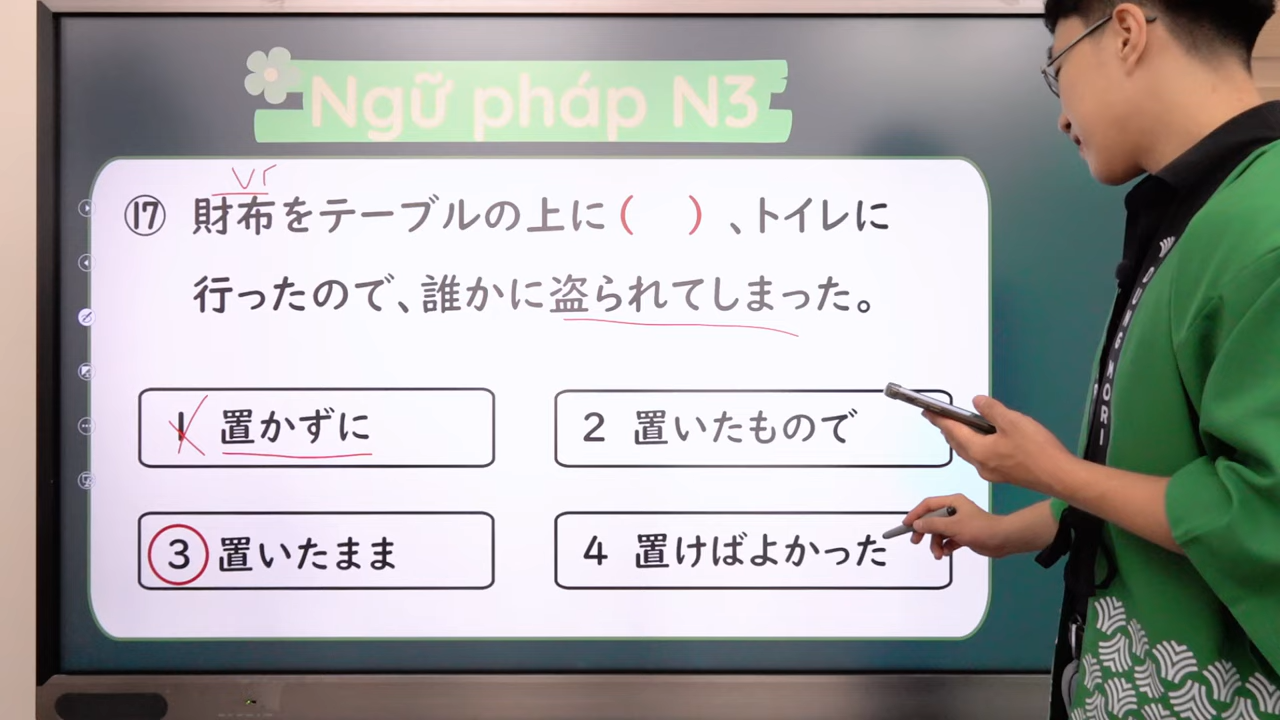 Ngữ pháp N3
vr
⑰ 財布をテーブルの上に(　)、トイレに
行ったので、誰かに盗られてしまった。
1 置かずに
2 置いたもので
3 置いたまま
4 置けばよかった
DUNG MORI